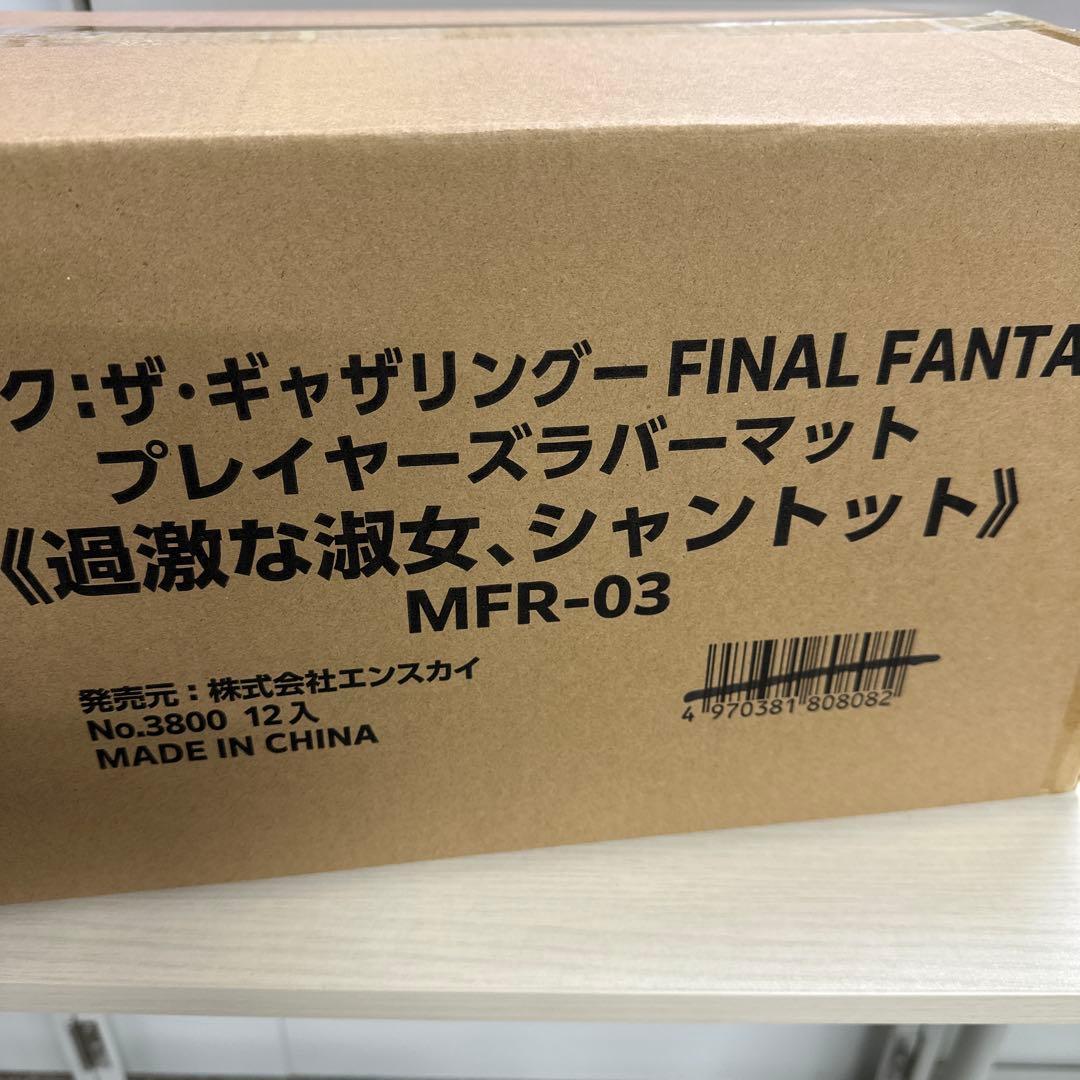 ク:ザ・ギャザリングー FINAL FANTA
プレイヤーズラバーマット
《過激な淑女、シャントット》
MFR-03
発売元:株式会社エンスカイ
No.3800 12入
MADE IN CHINA
4 970381 808082